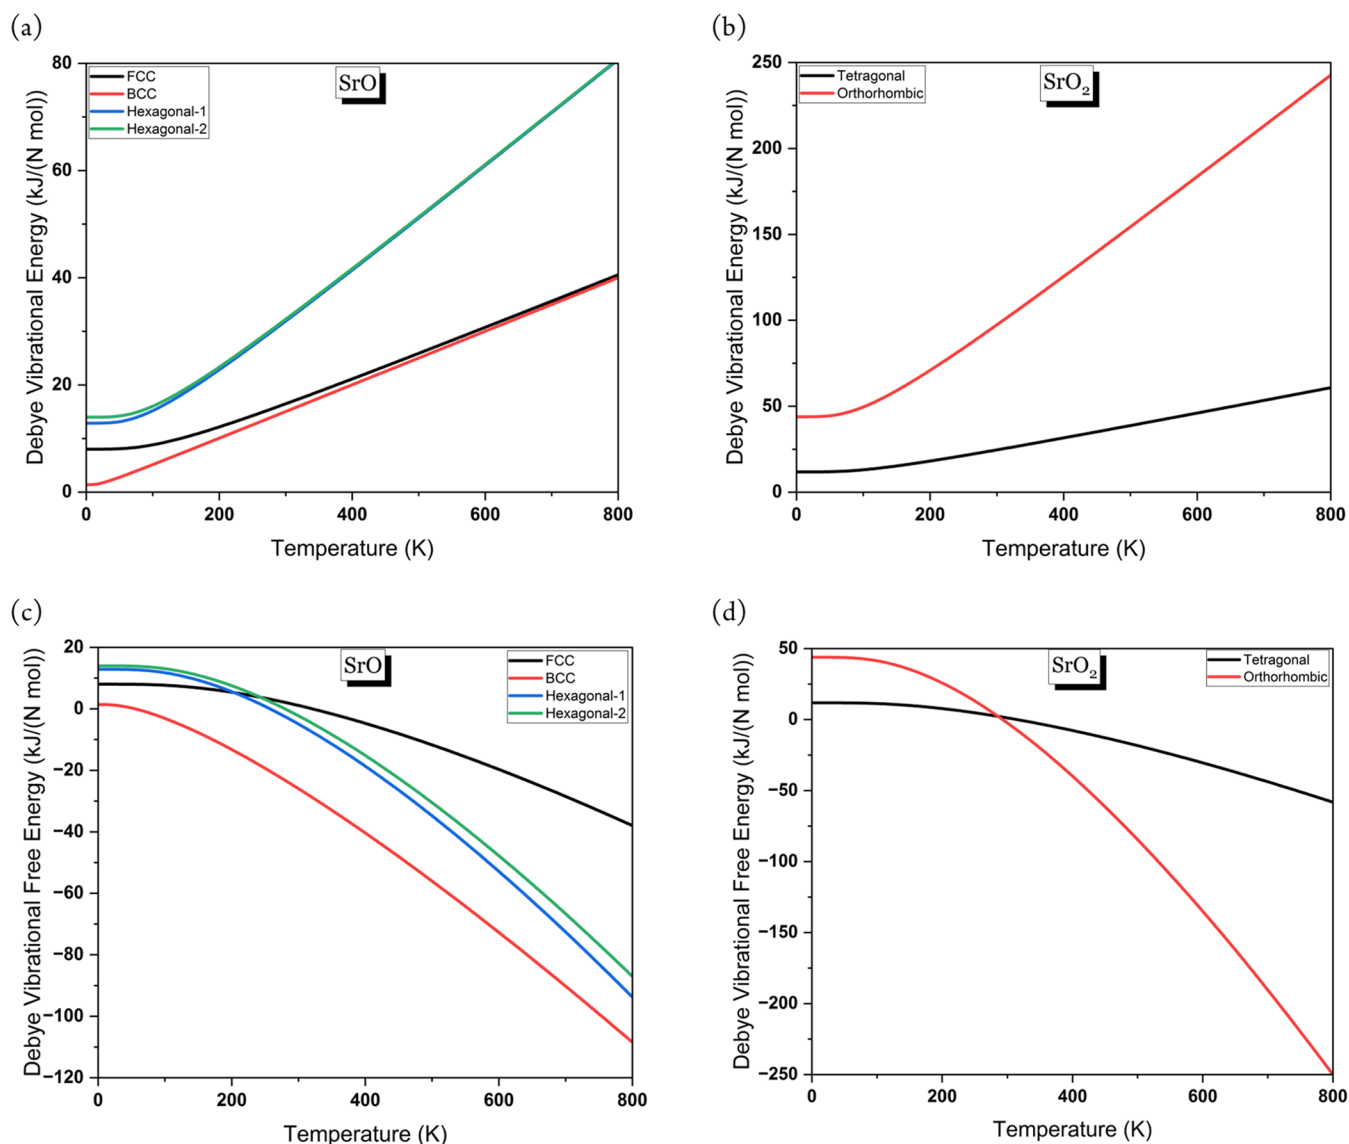 (a)
Debye Vibrational Energy (kJ/(N mol))
80
60
40
20
0
FCC
BCC
Hexagonal-1
Hexagonal-2
SrO
0 200 400 600 800
Temperature (K)
(b)
Debye Vibrational Energy (kJ/(N mol))
250
200
150
100
50
0
Tetragonal
Orthorhombic
SrO₂
0 200 400 600 800
Temperature (K)
(c)
Debye Vibrational Free Energy (kJ/(N mol))
20
0
−20
−40
−60
−80
−100
−120
SrO
FCC
BCC
Hexagonal-1
Hexagonal-2
0 200 400 600 800
Temperature (K)
(d)
Debye Vibrational Free Energy (kJ/(N mol))
50
0
−50
−100
−150
−200
−250
SrO₂
Tetragonal
Orthorhombic
0 200 400 600 800
Temperature (K)